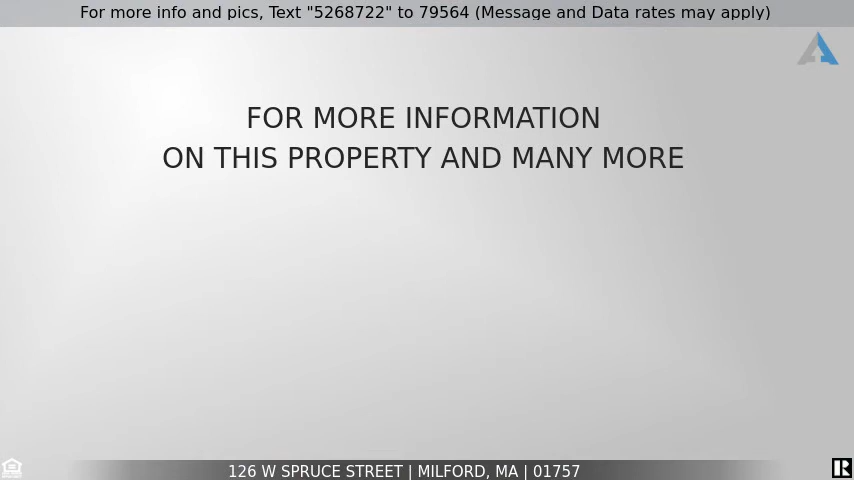 For more info and pics, Text "5268722" to 79564 (Message and Data rates may apply)
FOR MORE INFORMATION
ON THIS PROPERTY AND MANY MORE
126 W SPRUCE STREET | MILFORD, MA | 01757